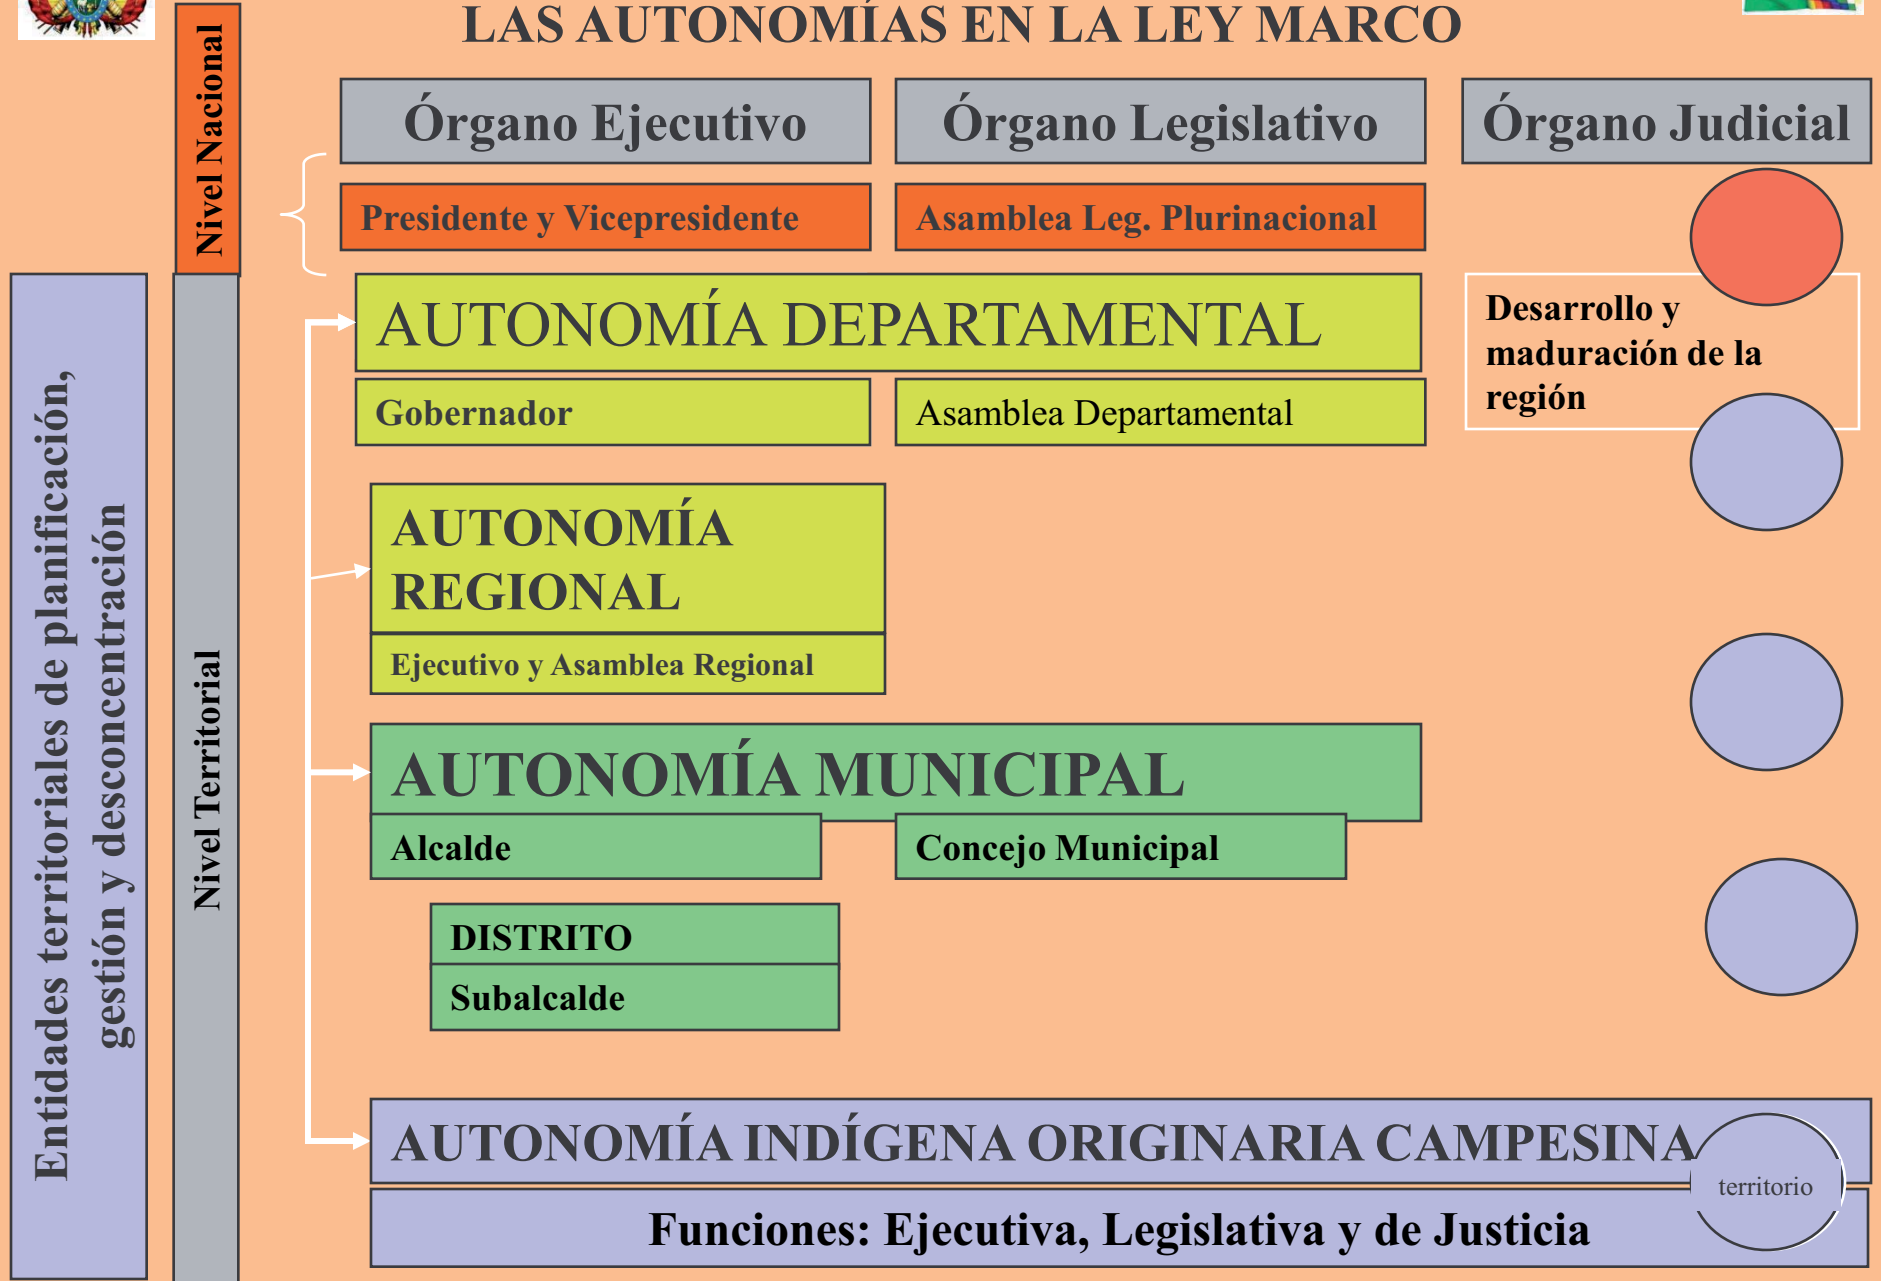 LAS AUTONOMÍAS EN LA LEY MARCO
Nivel Nacional
Órgano Ejecutivo
Órgano Legislativo
Órgano Judicial
Presidente y Vicepresidente
Asamblea Leg. Plurinacional
Entidades territoriales de planificación,
gestión y desconcentración
Nivel Territorial
AUTONOMÍA DEPARTAMENTAL
Gobernador
Asamblea Departamental
Desarrollo y
maduración de la
región
AUTONOMÍA
REGIONAL
Ejecutivo y Asamblea Regional
AUTONOMÍA MUNICIPAL
Alcalde
Concejo Municipal
DISTRITO
Subalcalde
AUTONOMÍA INDÍGENA ORIGINARIA CAMPESINA
territorio
Funciones: Ejecutiva, Legislativa y de Justicia